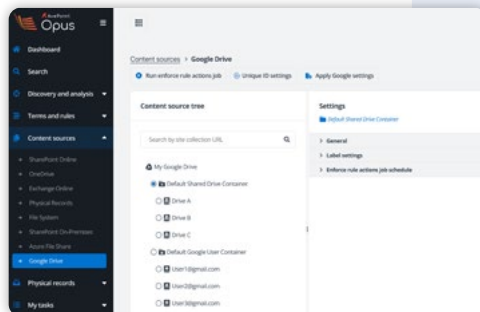 AvePoint
Opus
Dashboard
Search
Discovery and analysis
Terms and rules
Content sources
SharePoint Online
OneDrive
Exchange Online
Physical Records
File System
SharePoint On-Premises
Azure File Share
Google Drive
Physical records
My tasks
Content sources > Google Drive
Run enforce rule actions job
Unique ID settings
Apply Google settings
Content source tree
Search by site collection URL
My Google Drive
Default Shared Drive Container
Drive A
Drive B
Drive C
Default Google User Container
User1@gmail.com
User2@gmail.com
User3@gmail.com
Settings
Default Shared Drive Container
> General
> Label settings
> Enforce rule actions job schedule